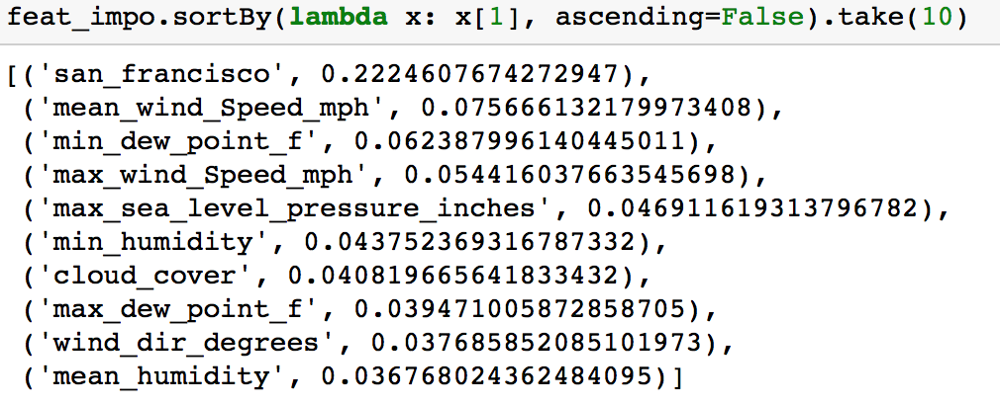 feat_impo.sortBy(lambda x: x[1], ascending=False).take(10)
[('san_francisco', 0.2224607674272947),
('mean_wind_Speed_mph', 0.075666132179973408),
('min_dew_point_f', 0.062387996140445011),
('max_wind_Speed_mph', 0.054416037663545698),
('max_sea_level_pressure_inches', 0.046911619313796782),
('min_humidity', 0.043752369316787332),
('cloud_cover', 0.040819665641833432),
('max_dew_point_f', 0.039471005872858705),
('wind_dir_degrees', 0.037685852085101973),
('mean_humidity', 0.036768024362484095)]